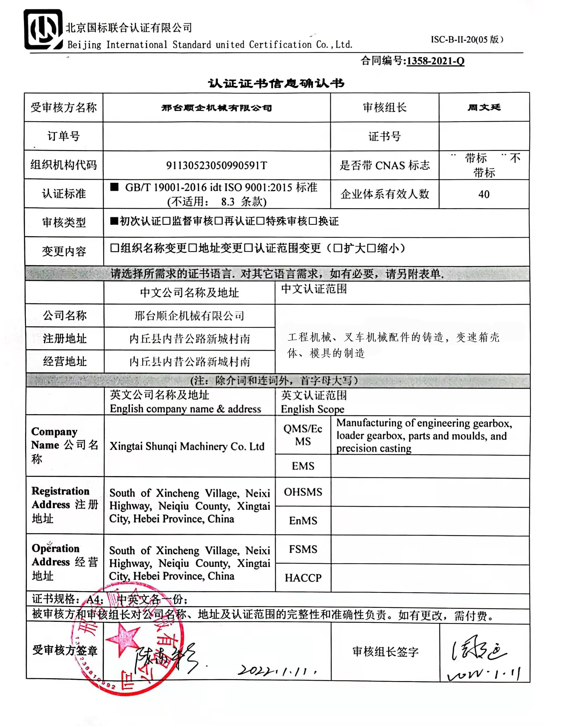 北京国标联合认证有限公司
Beijing International Standard united Certification Co.,Ltd.
ISC-B-II-20(05 版)
合同编号:1358-2021-Q
认证证书信息确认书
受审核方名称 邢台顺企机械有限公司 审核组长 周文廷
订单号 证书号
组织机构代码 91130523050990591T 是否带 CNAS 标志 ¨ 带标 ¨不带标
认证标准 ■ GB/T 19001-2016 idt ISO 9001:2015 标准
(不适用： 8.3 条款) 企业体系有效人数 40
审核类型 ■初次认证□监督审核□再认证□特殊审核□换证
变更内容 □组织名称变更□地址变更□认证范围变更（□扩大□缩小）
请选择所需求的证书语言. 对其它语言需求，如有必要，请另附表单.
中文公司名称及地址 中文认证范围
公司名称 邢台顺企机械有限公司
注册地址 内丘县内昔公路新城村南
经营地址 内丘县内昔公路新城村南
工程机械、叉车机械配件的铸造，变速箱壳
体、模具的制造
(注：除介词和连词外，首字母大写)
英文公司名称及地址 英文认证范围
English company name & address English Scope
Company
Name 公司名
称
Xingtai Shunqi Machinery Co. Ltd
QMS/Ec
MS
Manufacturing of engineering gearbox,
loader gearbox, parts and moulds, and
precision casting
EMS
Registration
Address 注册
地址
South of Xincheng Village, Neixi
Highway, Neiqiu County, Xingtai
City, Hebei Province, China
OHSMS
EnMS
Operation
Address 经营
地址
South of Xincheng Village, Neixi
Highway, Neiqiu County, Xingtai
City, Hebei Province, China
FSMS
HACCP
证书规格：A4； 中英文各一份；
被审核方和审核组长对公司名称、地址及认证范围的完整性和准确性负责。如有更改，需付费。
受审核方签章 2022.1.11. 审核组长签字